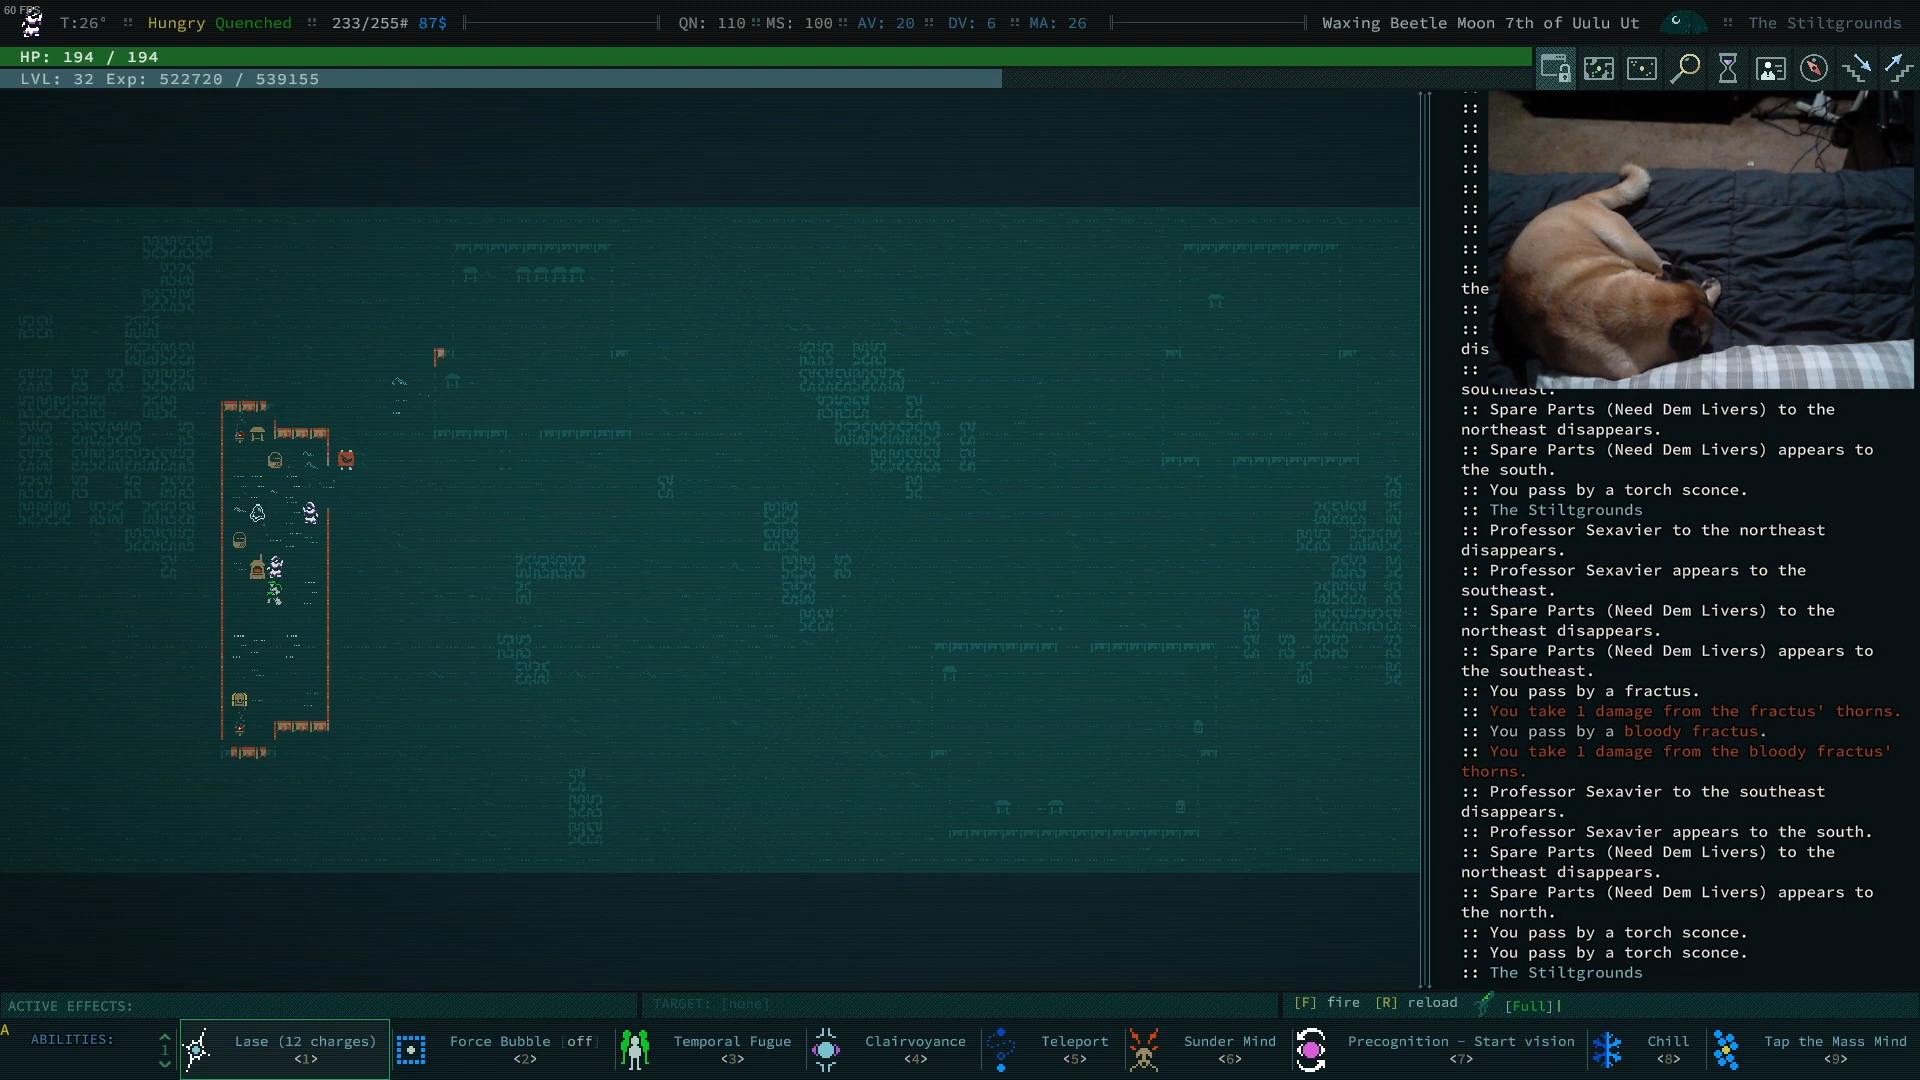 60 FPS
T:26° :: Hungry Quenched :: 233/255# 87$
QN: 110 :: MS: 100 :: AV: 20 :: DV: 6 :: MA: 26
Waxing Beetle Moon 7th of Uulu Ut :: The Stiltgrounds
HP: 194 / 194
LVL: 32 Exp: 522720 / 539155
::
::
::
::
::
::
::
::
::
the
::
::
dis
::
southeast.
:: Spare Parts (Need Dem Livers) to the
northeast disappears.
:: Spare Parts (Need Dem Livers) appears to
the south.
:: You pass by a torch sconce.
:: The Stiltgrounds
:: Professor Sexavier to the northeast
disappears.
:: Professor Sexavier appears to the
southeast.
:: Spare Parts (Need Dem Livers) to the
northeast disappears.
:: Spare Parts (Need Dem Livers) appears to
the southeast.
:: You pass by a fractus.
:: You take 1 damage from the fractus' thorns.
:: You pass by a bloody fractus.
:: You take 1 damage from the bloody fractus'
thorns.
:: Professor Sexavier to the southeast
disappears.
:: Professor Sexavier appears to the south.
:: Spare Parts (Need Dem Livers) to the
northeast disappears.
:: Spare Parts (Need Dem Livers) appears to
the north.
:: You pass by a torch sconce.
:: You pass by a torch sconce.
:: The Stiltgrounds
ACTIVE EFFECTS:
TARGET: [none]
[F] fire [R] reload [Full]
A
ABILITIES:
1
Lase (12 charges)
<1>
Force Bubble [off]
<2>
Temporal Fugue
<3>
Clairvoyance
<4>
Teleport
<5>
Sunder Mind
<6>
Precognition - Start vision
<7>
Chill
<8>
Tap the Mass Mind
<9>